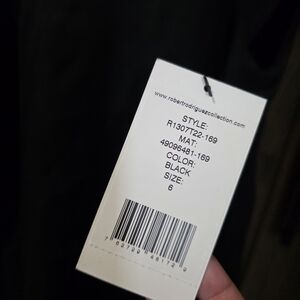 www.robertrodriguezcollection.com
STYLE:
R1307T22-169
MAT:
49096481-169
COLOR:
BLACK
SIZE:
6